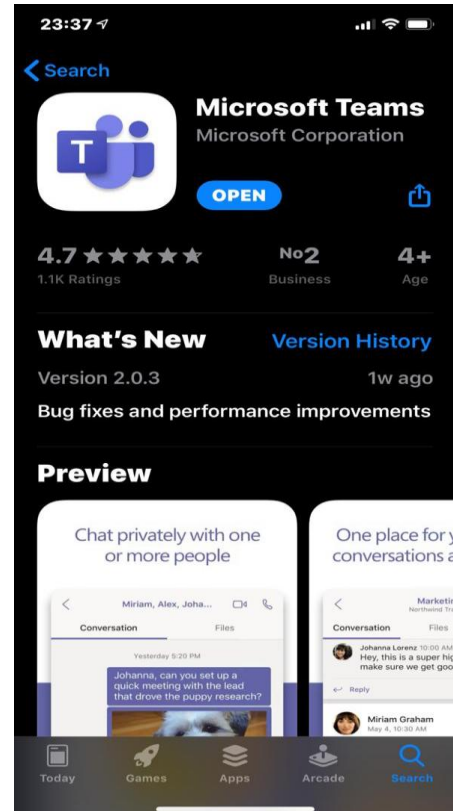 23:37
Search
Microsoft Teams
Microsoft Corporation
T
OPEN
4.7 No2 4+
1.1K Ratings Business Age
What's New Version History
Version 2.0.3 1w ago
Bug fixes and performance improvements
Preview
Chat privately with one
or more people
Miriam, Alex, Joha...
Conversation Files
Yesterday 5:20 PM
Johanna, can you set up a
quick meeting with the lead
that drove the puppy research?
One place for y
conversations a
Marketin
Northwind Tra
Conversation Files
Johanna Lorenz 10:00 AM
Hey, this is a super hig
make sure we get goo
Reply
Miriam Graham
May 4, 10:30 AM
Today Games Apps Arcade Search